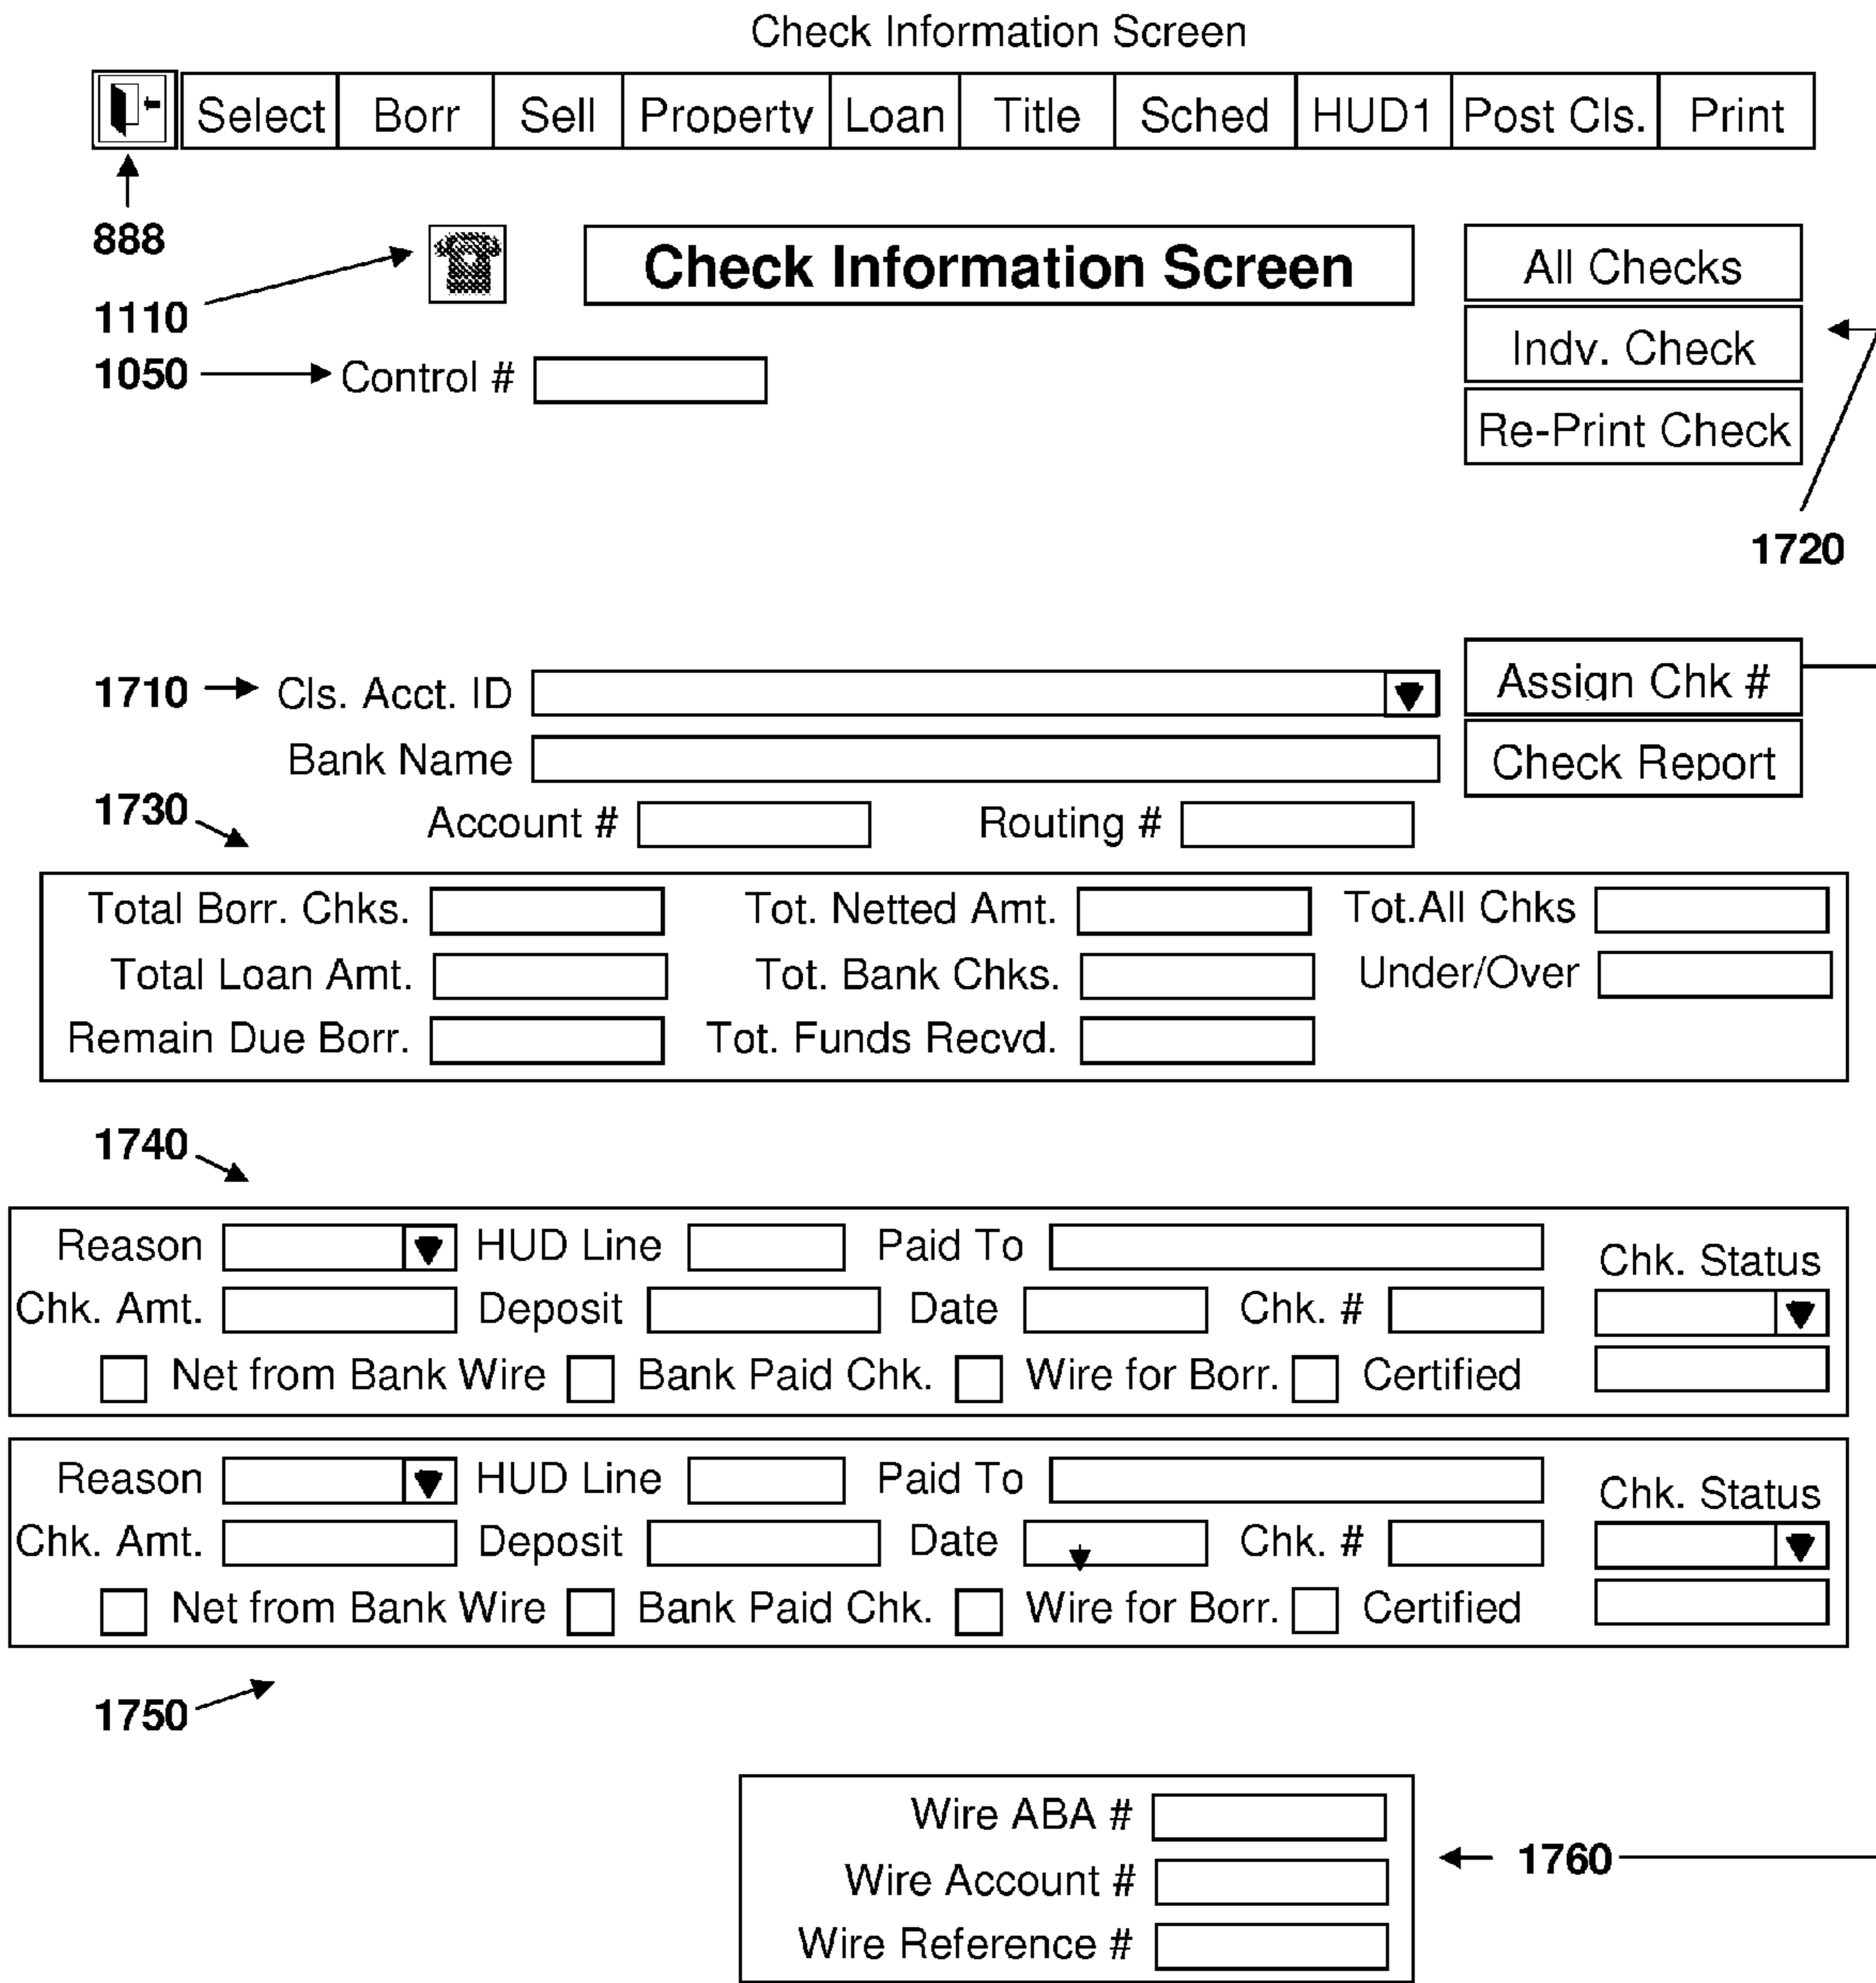 Check Information Screen
Select Borr Sell Property Loan Title Sched HUD1 Post Cls. Print
888
1110
Check Information Screen
All Checks
Indv. Check
Re-Print Check
1050 Control #
1720
1710 Cls. Acct. ID
Assign Chk #
Bank Name
Check Report
1730
Account # Routing #
Total Borr. Chks. Tot. Netted Amt. Tot.All Chks
Total Loan Amt. Tot. Bank Chks. Under/Over
Remain Due Borr. Tot. Funds Recvd.
1740
Reason HUD Line Paid To Chk. Status
Chk. Amt. Deposit Date Chk. #
Net from Bank Wire Bank Paid Chk. Wire for Borr. Certified
Reason HUD Line Paid To Chk. Status
Chk. Amt. Deposit Date Chk. #
Net from Bank Wire Bank Paid Chk. Wire for Borr. Certified
1750
Wire ABA #
Wire Account # 1760
Wire Reference #